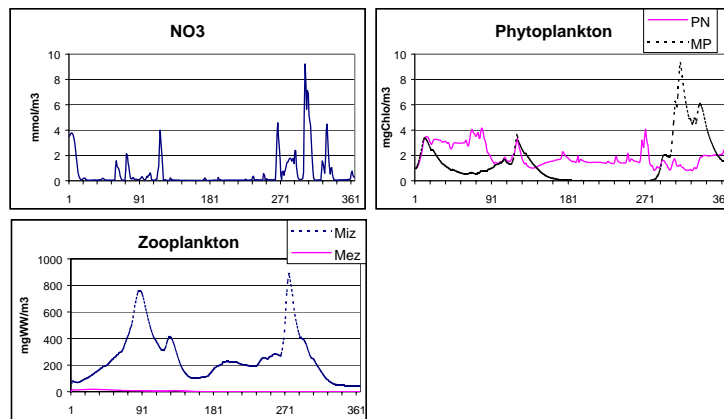 NO3
mmol/m3
10
8
6
4
2
0
1 91 181 271 361
Phytoplankton
PN
MP
mgChlo/m3
10
8
6
4
2
0
1 91 181 271 361
Zooplankton
Miz
Mez
mgWW/m3
1000
800
600
400
200
0
1 91 181 271 361